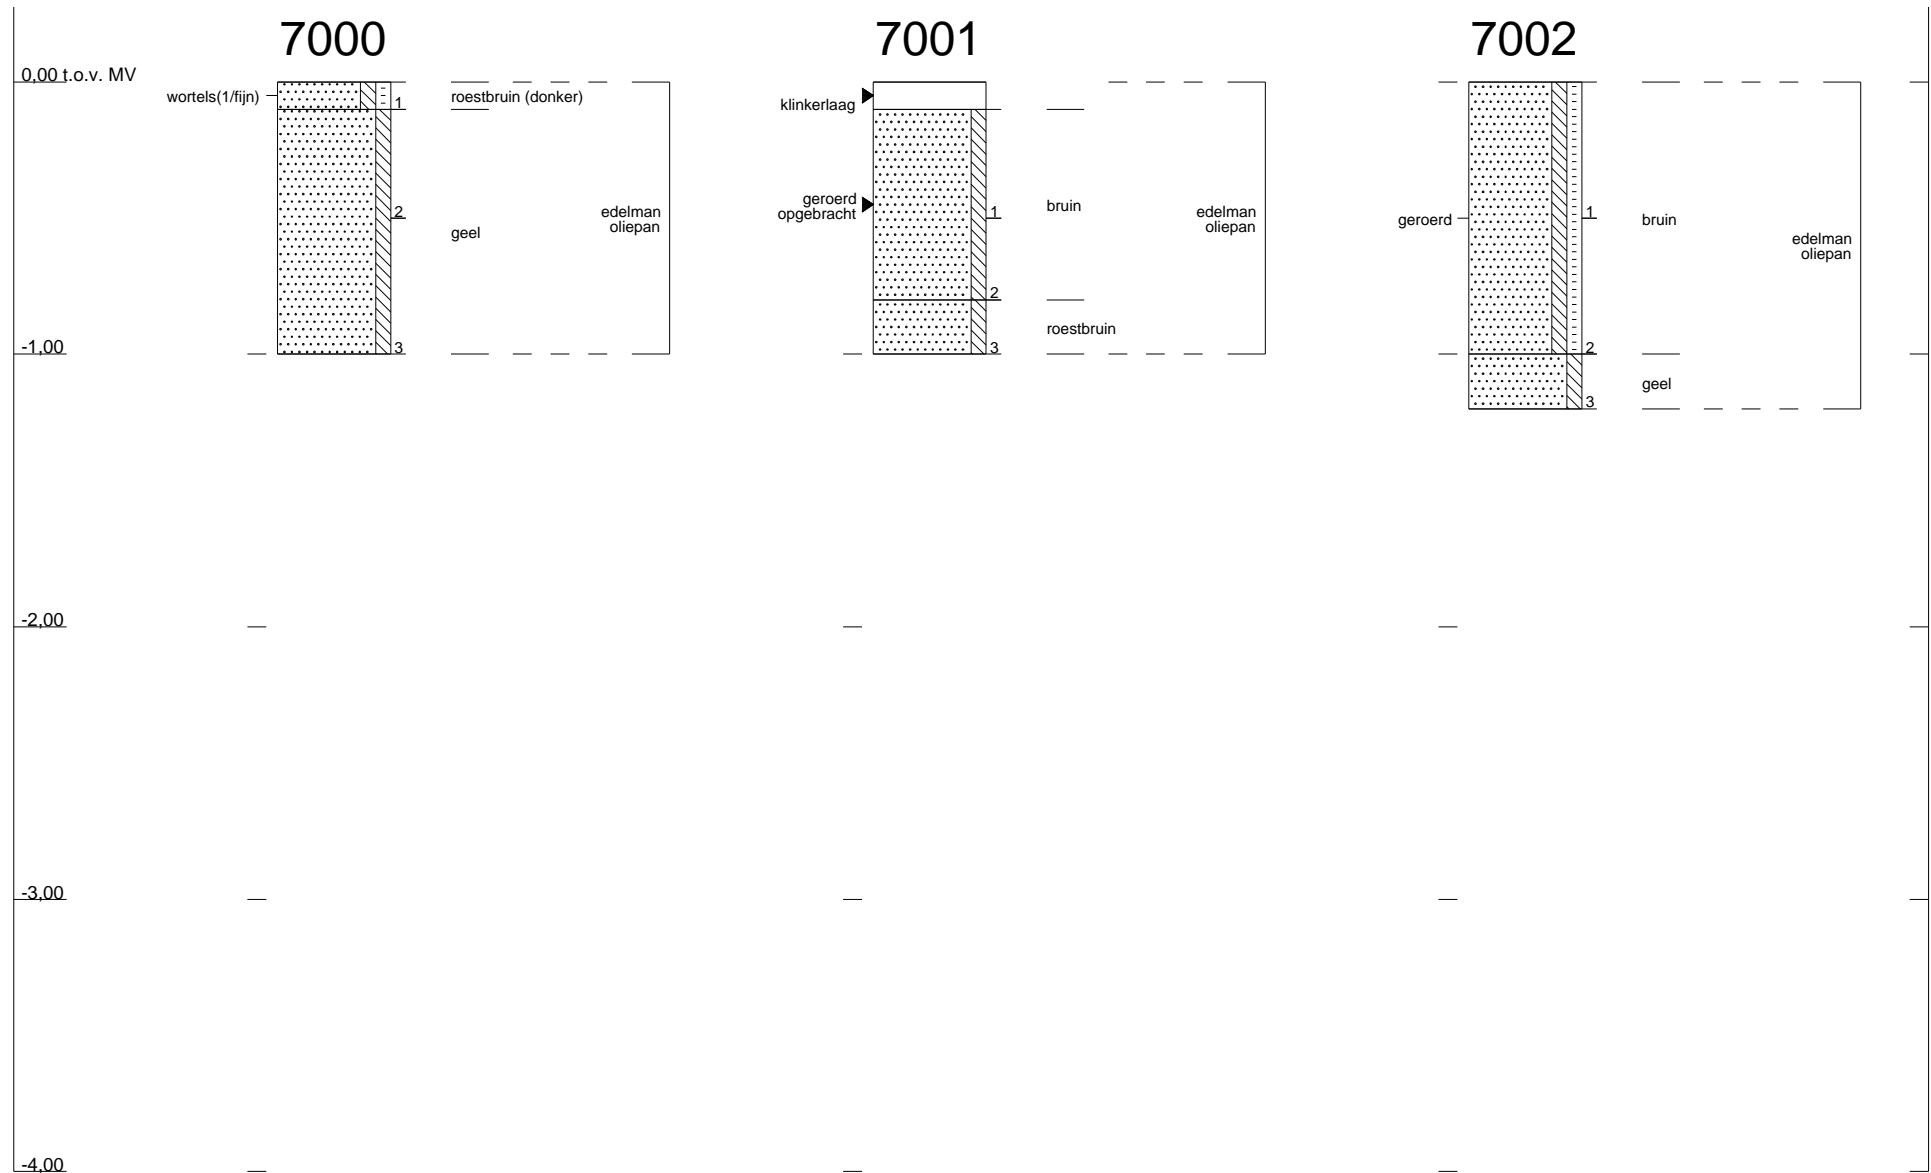 7000
7001
7002
0,00 t.o.v. MV
wortels(1/fijn)
1
roestbruin (donker)
2
geel
edelman
oliepan
3
klinkerlaag
geroerd
opgebracht
1
bruin
edelman
oliepan
2
roestbruin
3
geroerd
1
bruin
edelman
oliepan
2
geel
3
-1,00
-2,00
-3,00
-4,00